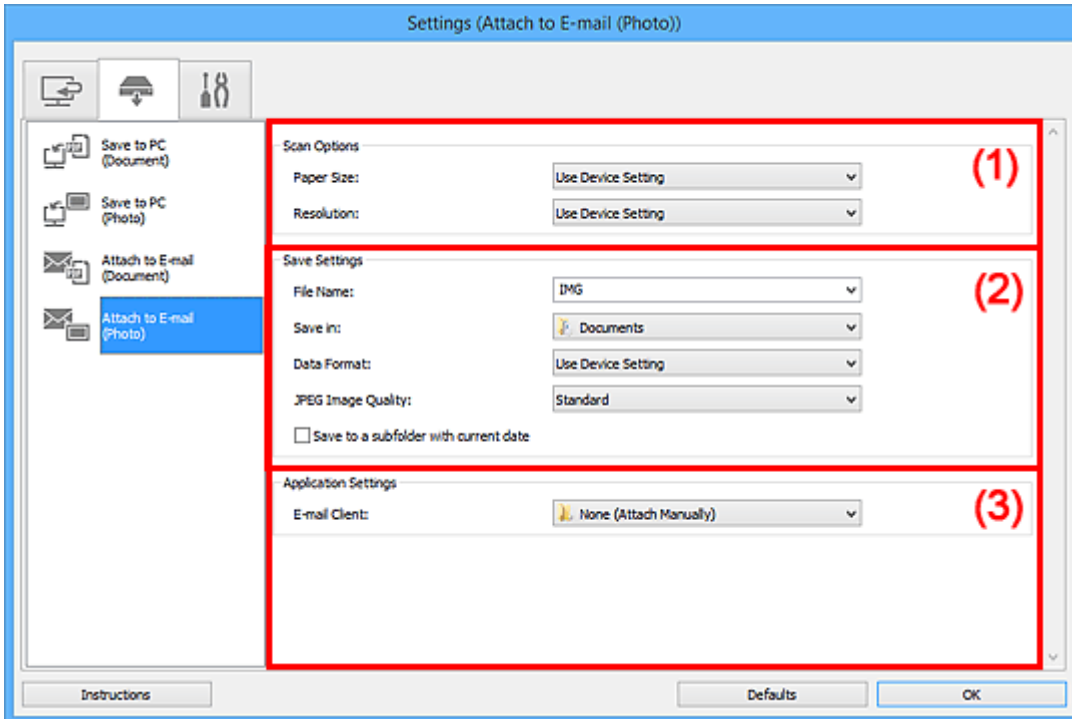 Settings (Attach to E-mail (Photo))
Save to PC
(Document)
Save to PC
(Photo)
Attach to E-mail
(Document)
Attach to E-mail
(Photo)
Scan Options
(1)
Paper Size: Use Device Setting
Resolution: Use Device Setting
Save Settings
(2)
File Name: IMG
Save in: Documents
Data Format: Use Device Setting
JPEG Image Quality: Standard
Save to a subfolder with current date
Application Settings
(3)
E-mail Client: None (Attach Manually)
Instructions Defaults OK